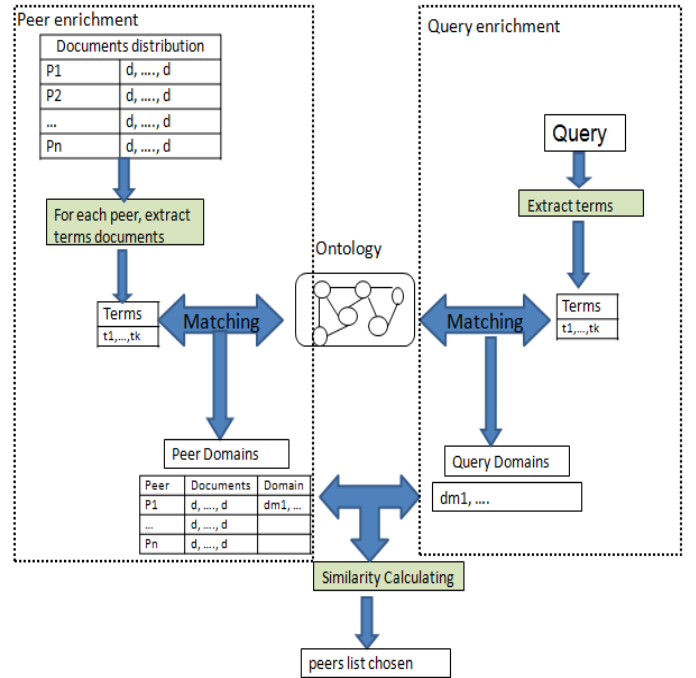 Peer enrichment
Documents distribution
P1 d, ...., d
P2 d, ...., d
... d, ...., d
Pn d, ...., d
For each peer, extract
terms documents
Terms
t1,...,tk
Matching
Ontology
Query enrichment
Query
Extract terms
Terms
t1,...,tk
Matching
Peer Domains
Peer Documents Domain
P1 d, ...., d dm1, ...
... d, ...., d
Pn d, ...., d
Query Domains
dm1, ....
Similarity Calculating
peers list chosen